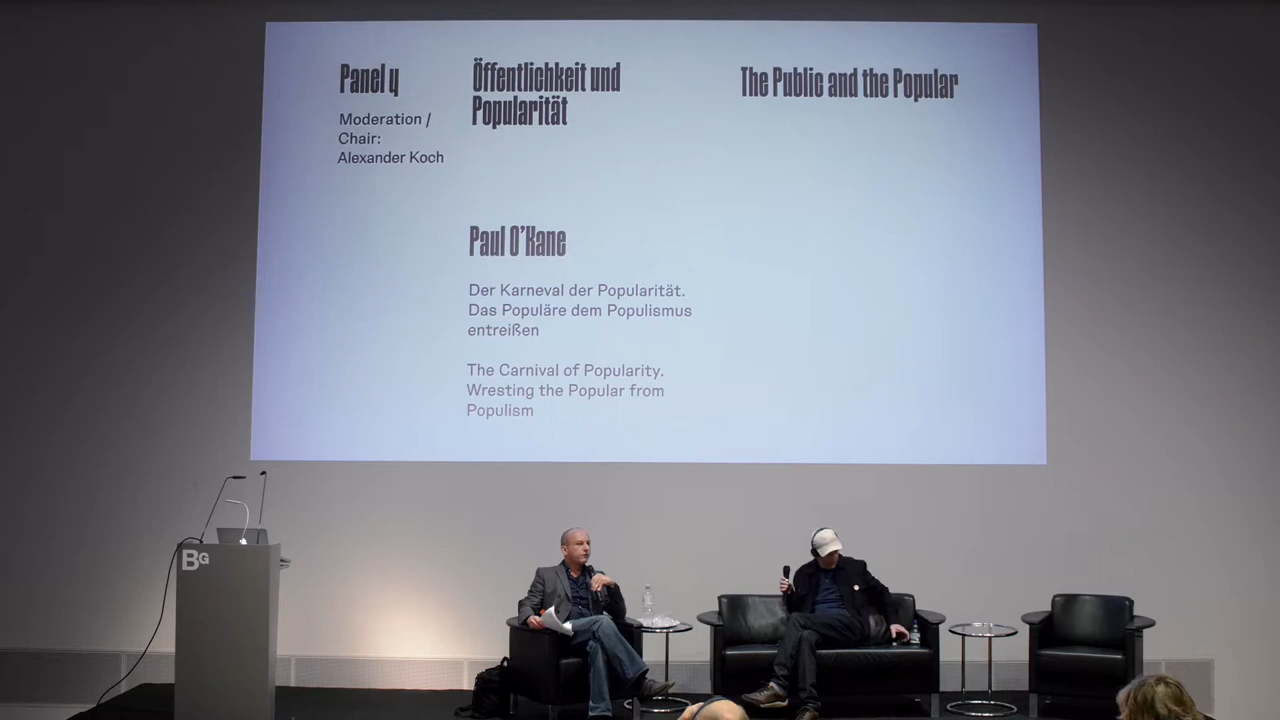 Panel 4
Moderation /
Chair:
Alexander Koch
Öffentlichkeit und
Popularität
The Public and the Popular
Paul O'Kane
Der Karneval der Popularität.
Das Populäre dem Populismus
entreißen
The Carnival of Popularity.
Wresting the Popular from
Populism
BG